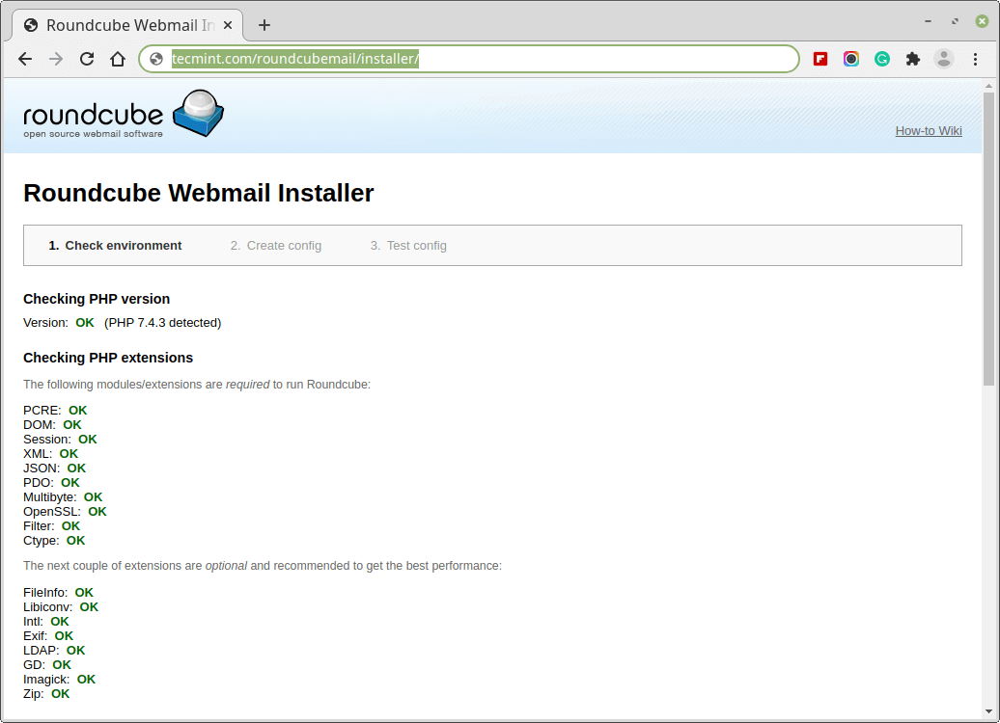 Roundcube Webmail In
tecmint.com/roundcubemail/installer/
roundcube
open source webmail software
How-to Wiki
Roundcube Webmail Installer
1. Check environment 2. Create config 3. Test config
Checking PHP version
Version: OK (PHP 7.4.3 detected)
Checking PHP extensions
The following modules/extensions are required to run Roundcube:
PCRE: OK
DOM: OK
Session: OK
XML: OK
JSON: OK
PDO: OK
Multibyte: OK
OpenSSL: OK
Filter: OK
Ctype: OK
The next couple of extensions are optional and recommended to get the best performance:
FileInfo: OK
Libiconv: OK
Intl: OK
Exif: OK
LDAP: OK
GD: OK
Imagick: OK
Zip: OK